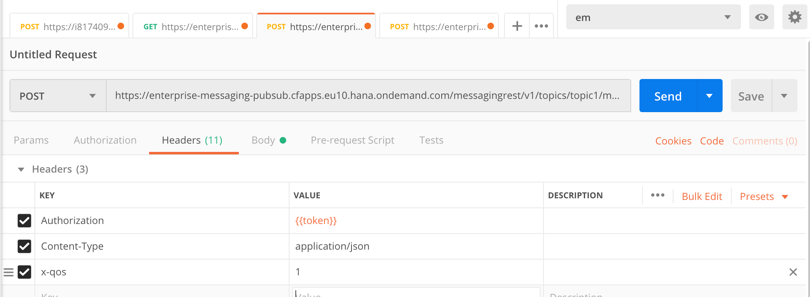 POST https://i817409...
GET https://enterpris...
POST https://enterpri...
POST https://enterpri...
+
•••
em
Untitled Request
POST
https://enterprise-messaging-pubsub.cfapps.eu10.hana.ondemand.com/messagingrest/v1/topics/topic1/m...
Send
Save
Params
Authorization
Headers (11)
Body
Pre-request Script
Tests
Cookies
Code
Comments (0)
Headers (3)
KEY
VALUE
DESCRIPTION
•••
Bulk Edit
Presets
Authorization
{{token}}
Content-Type
application/json
x-qos
1
Key
Value
Description